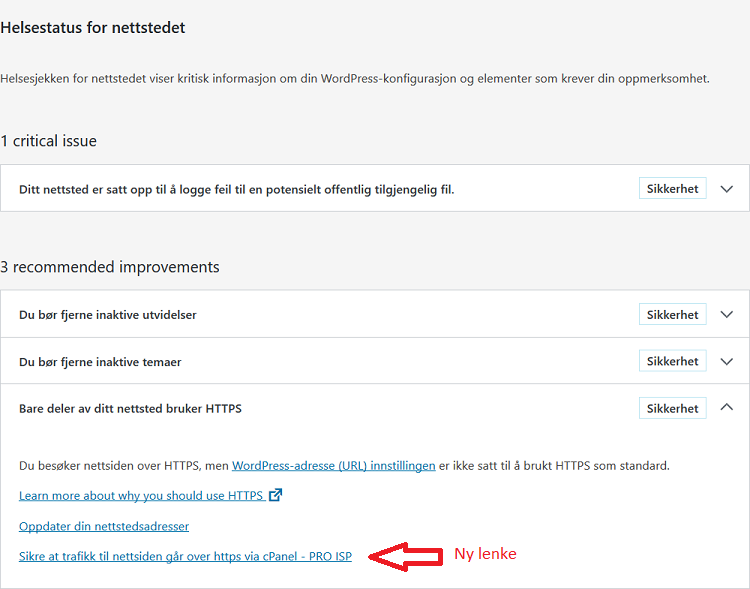 Helsestatus for nettstedet
Helsesjekken for nettstedet viser kritisk informasjon om din WordPress-konfigurasjon og elementer som krever din oppmerksomhet.
1 critical issue
Ditt nettsted er satt opp til å logge feil til en potensielt offentlig tilgjengelig fil. Sikkerhet
3 recommended improvements
Du bør fjerne inaktive utvidelser Sikkerhet
Du bør fjerne inaktive temaer Sikkerhet
Bare deler av ditt nettsted bruker HTTPS Sikkerhet
Du besøker nettsiden over HTTPS, men WordPress-adresse (URL) innstillingen er ikke satt til å brukt HTTPS som standard.
Learn more about why you should use HTTPS
Oppdater din nettstedsadresser
Sikre at trafikk til nettsiden går over https via cPanel - PRO ISP Ny lenke